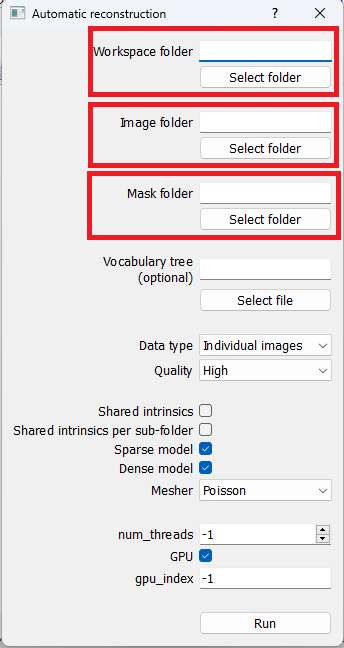 Automatic reconstruction ?
Workspace folder
Select folder
Image folder
Select folder
Mask folder
Select folder
Vocabulary tree
(optional)
Select file
Data type Individual images
Quality High
Shared intrinsics
Shared intrinsics per sub-folder
Sparse model
Dense model
Mesher Poisson
num_threads -1
GPU
gpu_index -1
Run